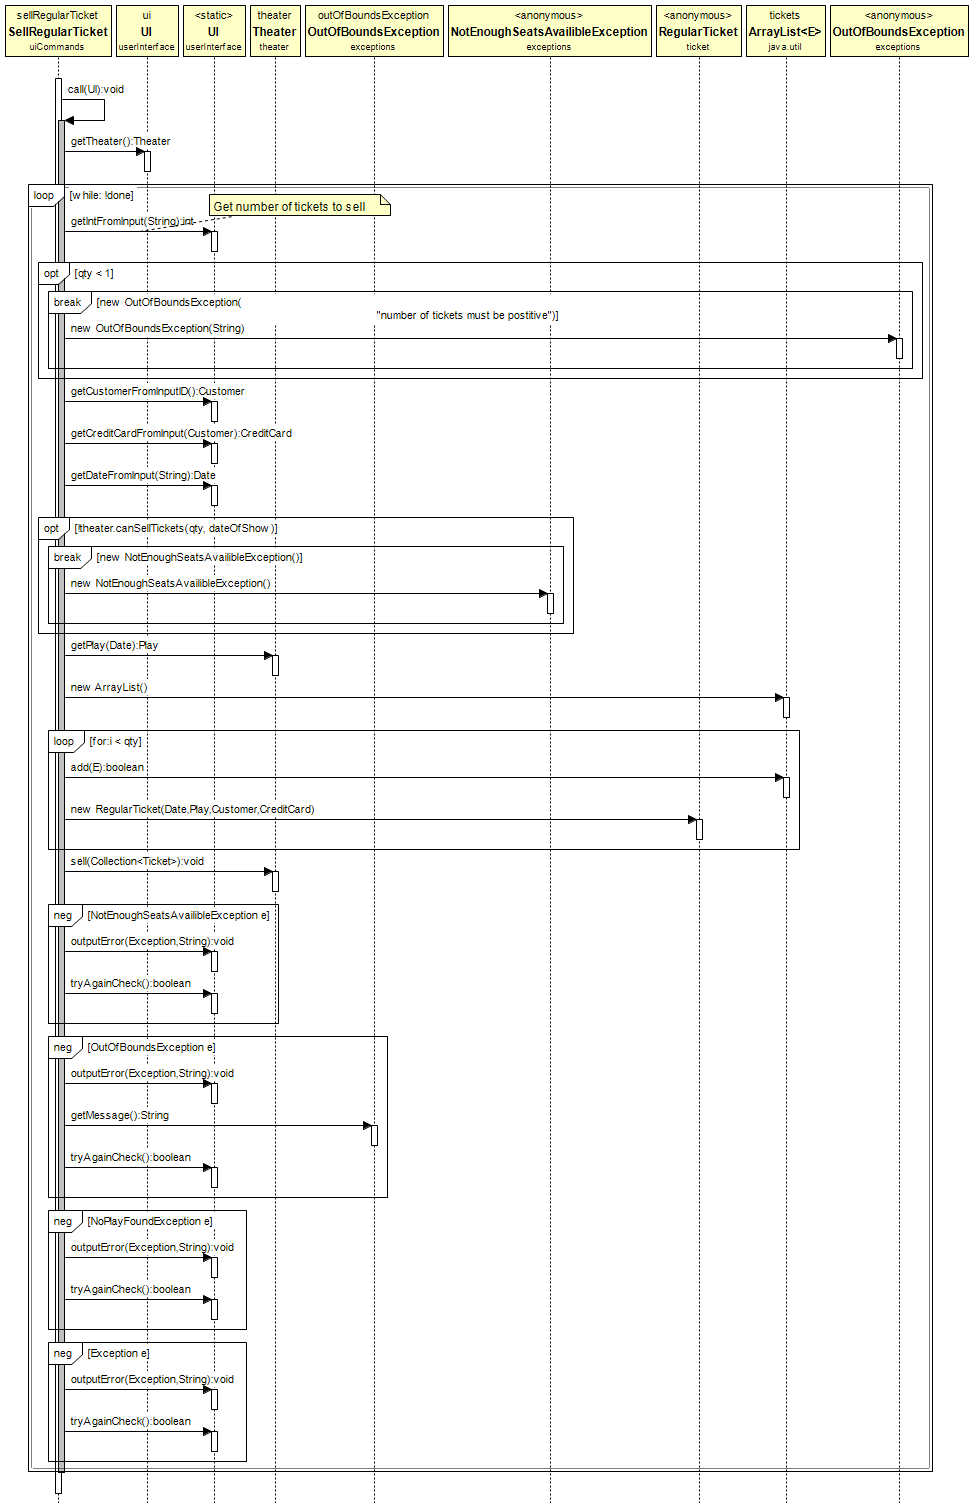 sellRegularTicket
SellRegularTicket
uiCommands
ui
UI
userInterface
<static>
UI
userInterface
theater
Theater
theater
outOfBoundsException
OutOfBoundsException
exceptions
<anonymous>
NotEnoughSeatsAvailibleException
exceptions
<anonymous>
RegularTicket
ticket
tickets
ArrayList<E>
java.util
<anonymous>
OutOfBoundsException
exceptions
call(UI):void
getTheater():Theater
loop [while: !done]
Get number of tickets to sell
getIntFromInput(String):int
opt [qty < 1]
break [new OutOfBoundsException(
"number of tickets must be postitive")]
new OutOfBoundsException(String)
getCustomerFromInputID():Customer
getCreditCardFromInput(Customer):CreditCard
getDateFromInput(String):Date
opt [!theater.canSellTickets(qty, dateOfShow)]
break [new NotEnoughSeatsAvailibleException()]
new NotEnoughSeatsAvailibleException()
getPlay(Date):Play
new ArrayList()
loop [for:i < qty]
add(E):boolean
new RegularTicket(Date,Play,Customer,CreditCard)
sell(Collection<Ticket>):void
neg [NotEnoughSeatsAvailibleException e]
outputError(Exception,String):void
tryAgainCheck():boolean
neg [OutOfBoundsException e]
outputError(Exception,String):void
getMessage():String
tryAgainCheck():boolean
neg [NoPlayFoundException e]
outputError(Exception,String):void
tryAgainCheck():boolean
neg [Exception e]
outputError(Exception,String):void
tryAgainCheck():boolean